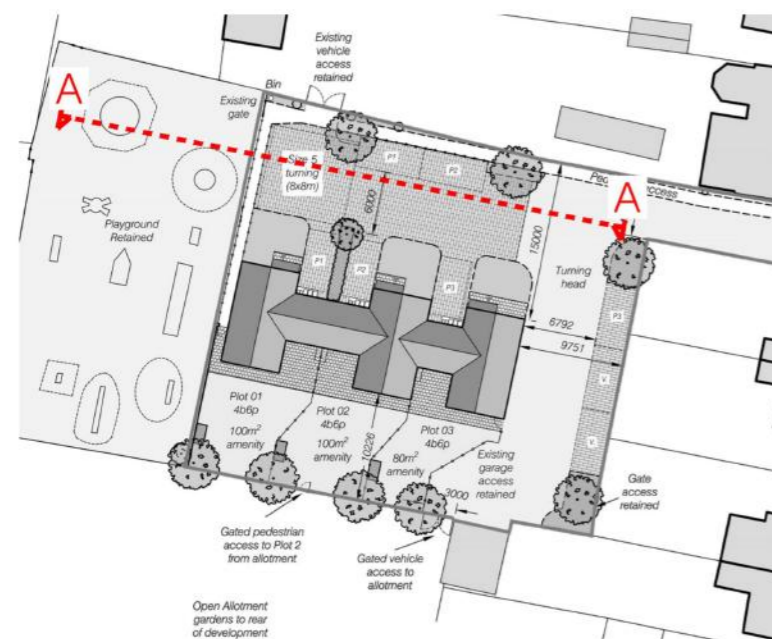 Existing
vehicle
access
retained
A
Bin
Existing
gate
Size 5
turning
(8x8m)
P1
P2
A
6000
15000
Playground
Retained
P1
P2
P3
Turning
head
6792
9751
P3
V
V
Plot 01
4b6p
100m² amenity
Plot 02
4b6p
100m² amenity
10226
Plot 03
4b6p
80m² amenity
Existing
garage
access
retained
3000
Gate
access
retained
Gated pedestrian
access to Plot 2
from allotment
Gated vehicle
access to
allotment
Open Allotment
gardens to rear
of development